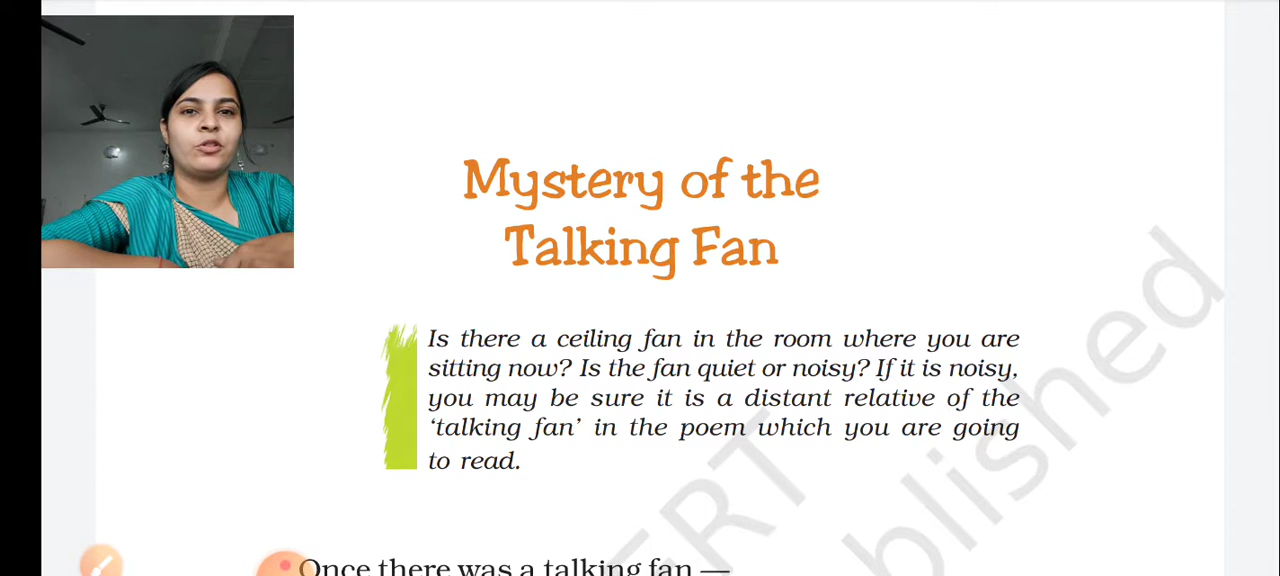 Mystery of the
Talking Fan
Is there a ceiling fan in the room where you are
sitting now? Is the fan quiet or noisy? If it is noisy,
you may be sure it is a distant relative of the
‘talking fan’ in the poem which you are going
to read.
Once there was a talking fan —